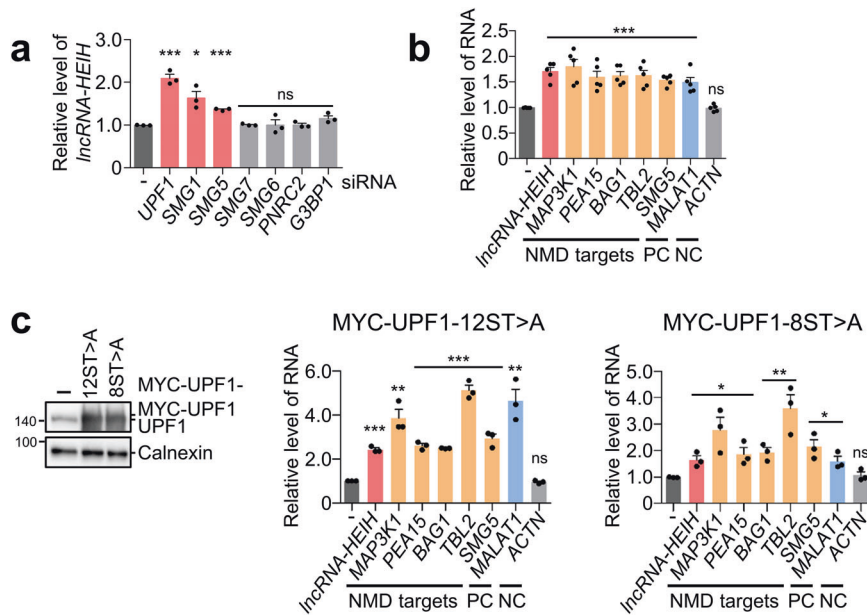 a
Relative level of
lncRNA-HEIH
3.0
2.0
1.0
0
***
*
***
ns
-
UPF1
SMG1
SMG5
SMG7
SMG6
PNRC2
G3BP1
siRNA
b
Relative level of RNA
2.5
2.0
1.5
1.0
0
***
ns
-
lncRNA-HEIH
MAP3K1
PEA15
BAG1
TBL2
SMG5
MALAT1
ACTN
NMD targets
PC
NC
c
–
12ST>A
8ST>A
MYC-UPF1-
140
MYC-UPF1
UPF1
100
Calnexin
MYC-UPF1-12ST>A
Relative level of RNA
6.0
4.0
2.0
0
***
**
***
**
ns
-
lncRNA-HEIH
MAP3K1
PEA15
BAG1
TBL2
SMG5
MALAT1
ACTN
NMD targets
PC
NC
MYC-UPF1-8ST>A
Relative level of RNA
5.0
4.0
3.0
2.0
1.0
0
*
**
*
ns
-
lncRNA-HEIH
MAP3K1
PEA15
BAG1
TBL2
SMG5
MALAT1
ACTN
NMD targets
PC
NC